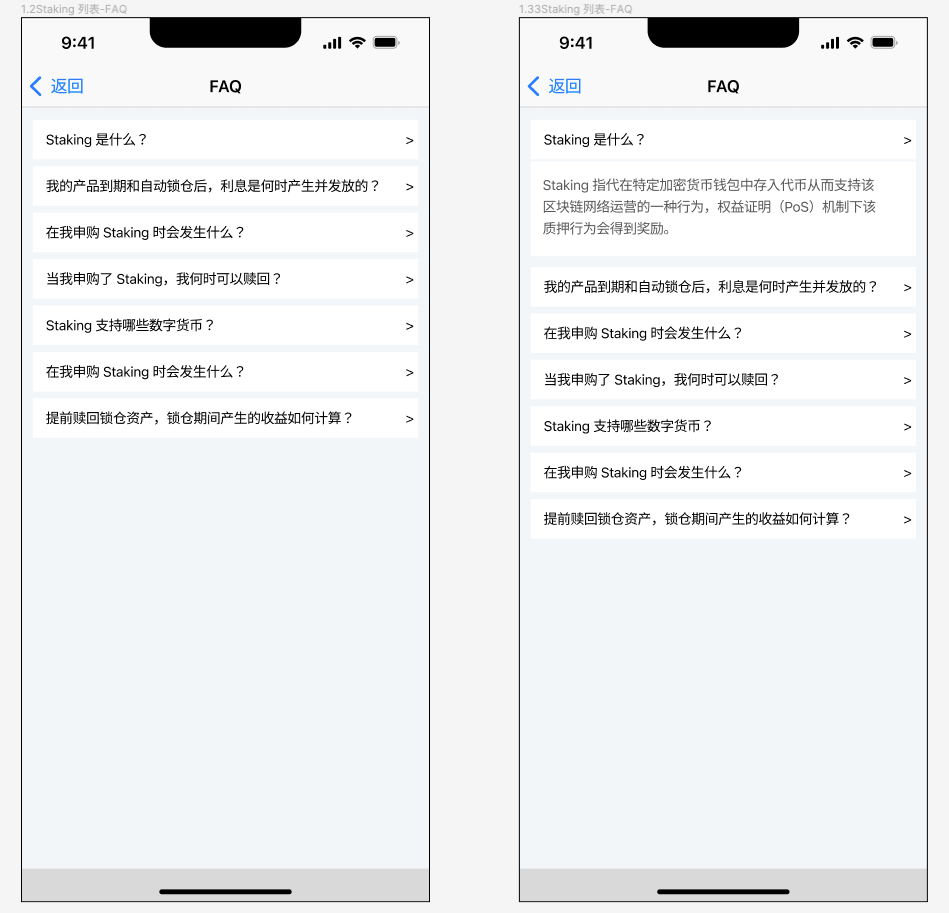 1.2Staking 列表-FAQ
9:41
返回
FAQ
Staking 是什么？
>
我的产品到期和自动锁仓后，利息是何时产生并发放的？
>
在我申购 Staking 时会发生什么？
>
当我申购了 Staking，我何时可以赎回？
>
Staking 支持哪些数字货币？
>
在我申购 Staking 时会发生什么？
>
提前赎回锁仓资产，锁仓期间产生的收益如何计算？
>
1.33Staking 列表-FAQ
9:41
返回
FAQ
Staking 是什么？
>
Staking 指代在特定加密货币钱包中存入代币从而支持该
区块链网络运营的一种行为，权益证明（PoS）机制下该
质押行为会得到奖励。
我的产品到期和自动锁仓后，利息是何时产生并发放的？
>
在我申购 Staking 时会发生什么？
>
当我申购了 Staking，我何时可以赎回？
>
Staking 支持哪些数字货币？
>
在我申购 Staking 时会发生什么？
>
提前赎回锁仓资产，锁仓期间产生的收益如何计算？
>